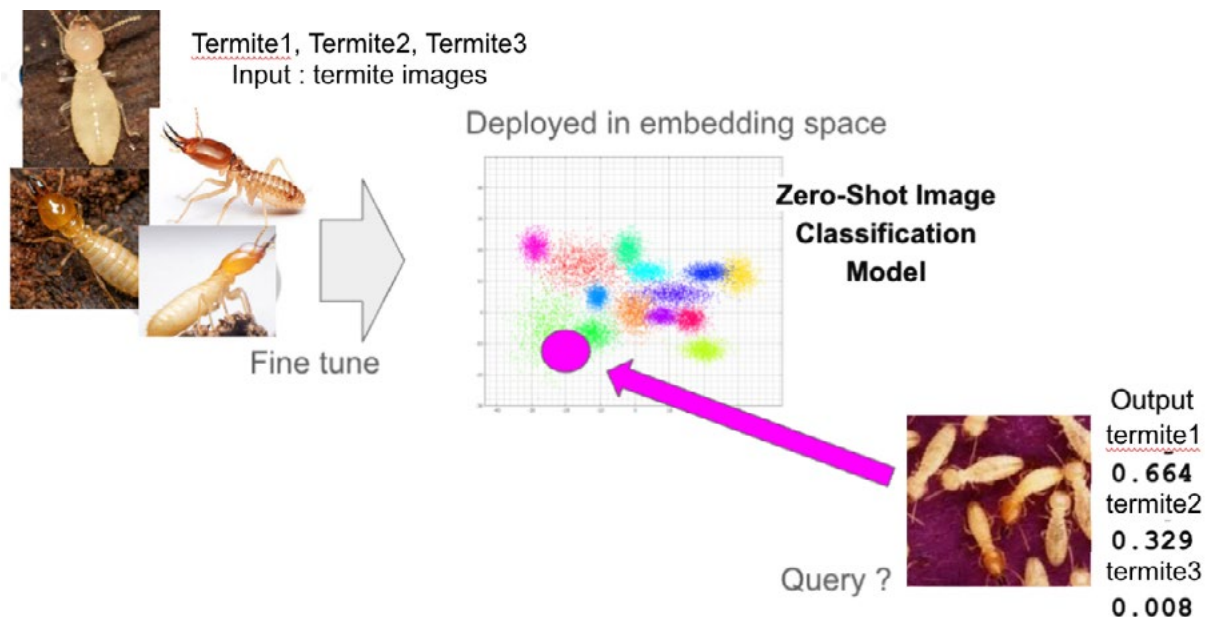 Termite1, Termite2, Termite3
Input : termite images
Deployed in embedding space
Zero-Shot Image
Classification
Model
Fine tune
Output
termite1
0.664
termite2
0.329
termite3
0.008
Query ?